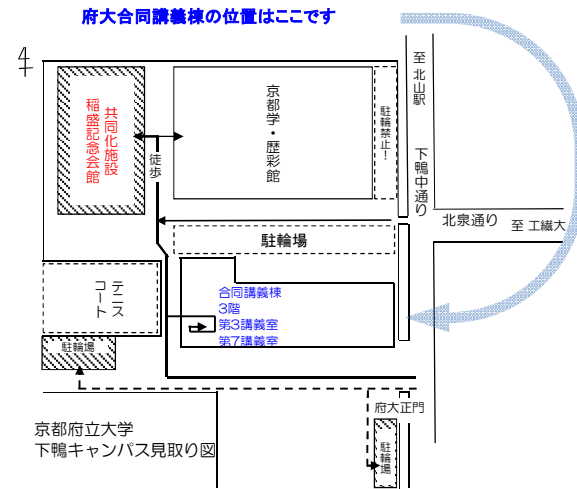 府大合同講義棟の位置はここです
至 北山駅
共同化施設
稲盛記念会館
京都学・歴彩館
駐輪禁止！
徒歩
下鴨中通り
北泉通り
至 工繊大
駐輪場
テニス
コート
合同講義棟
3階
第3講義室
第7講義室
駐輪場
府大正門
京都府立大学
下鴨キャンパス見取り図
駐輪場